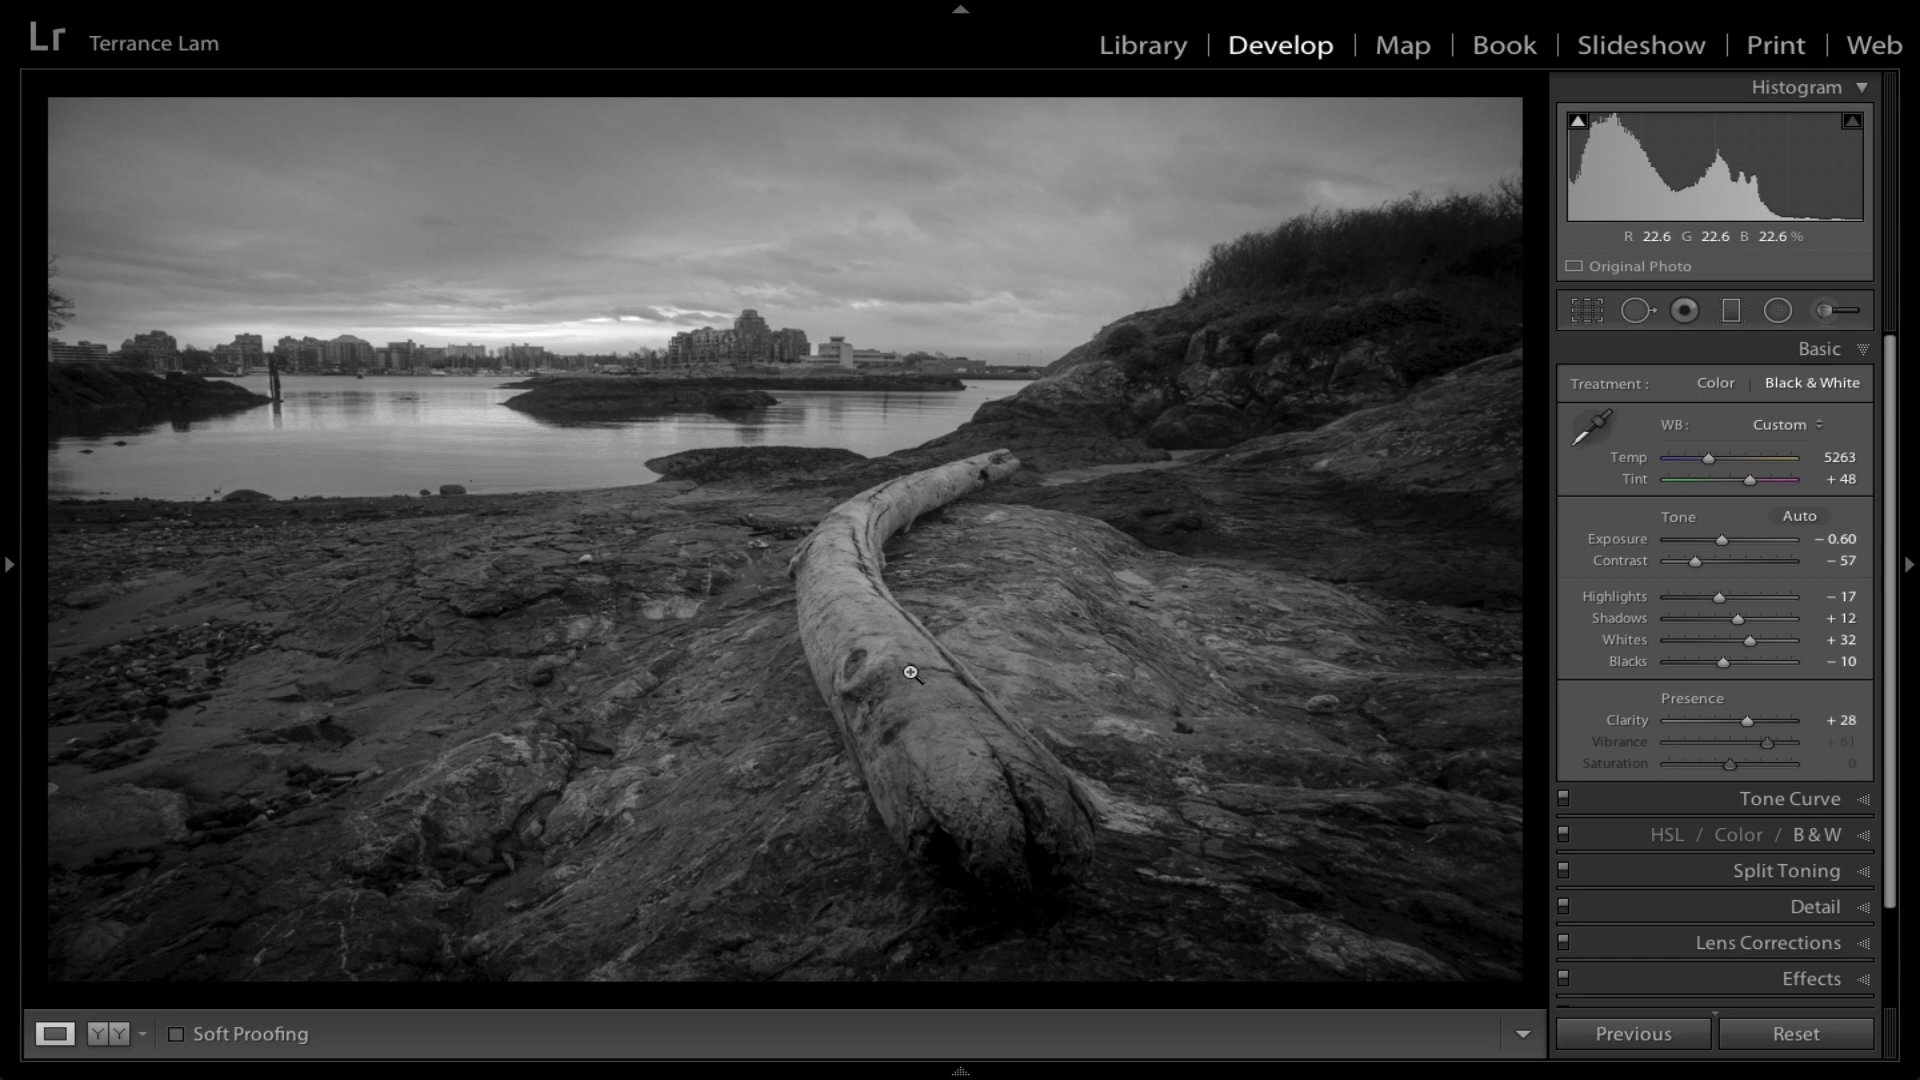 Lr Terrance Lam
Library | Develop | Map | Book | Slideshow | Print | Web
Histogram
R 22.6 G 22.6 B 22.6 %
Original Photo
Basic
Treatment : Color | Black & White
WB : Custom
Temp 5263
Tint + 48
Tone Auto
Exposure − 0.60
Contrast − 57
Highlights − 17
Shadows + 12
Whites + 32
Blacks − 10
Presence
Clarity + 28
Vibrance + 61
Saturation 0
Tone Curve
HSL / Color / B & W
Split Toning
Detail
Lens Corrections
Effects
Y Y Soft Proofing
Previous Reset